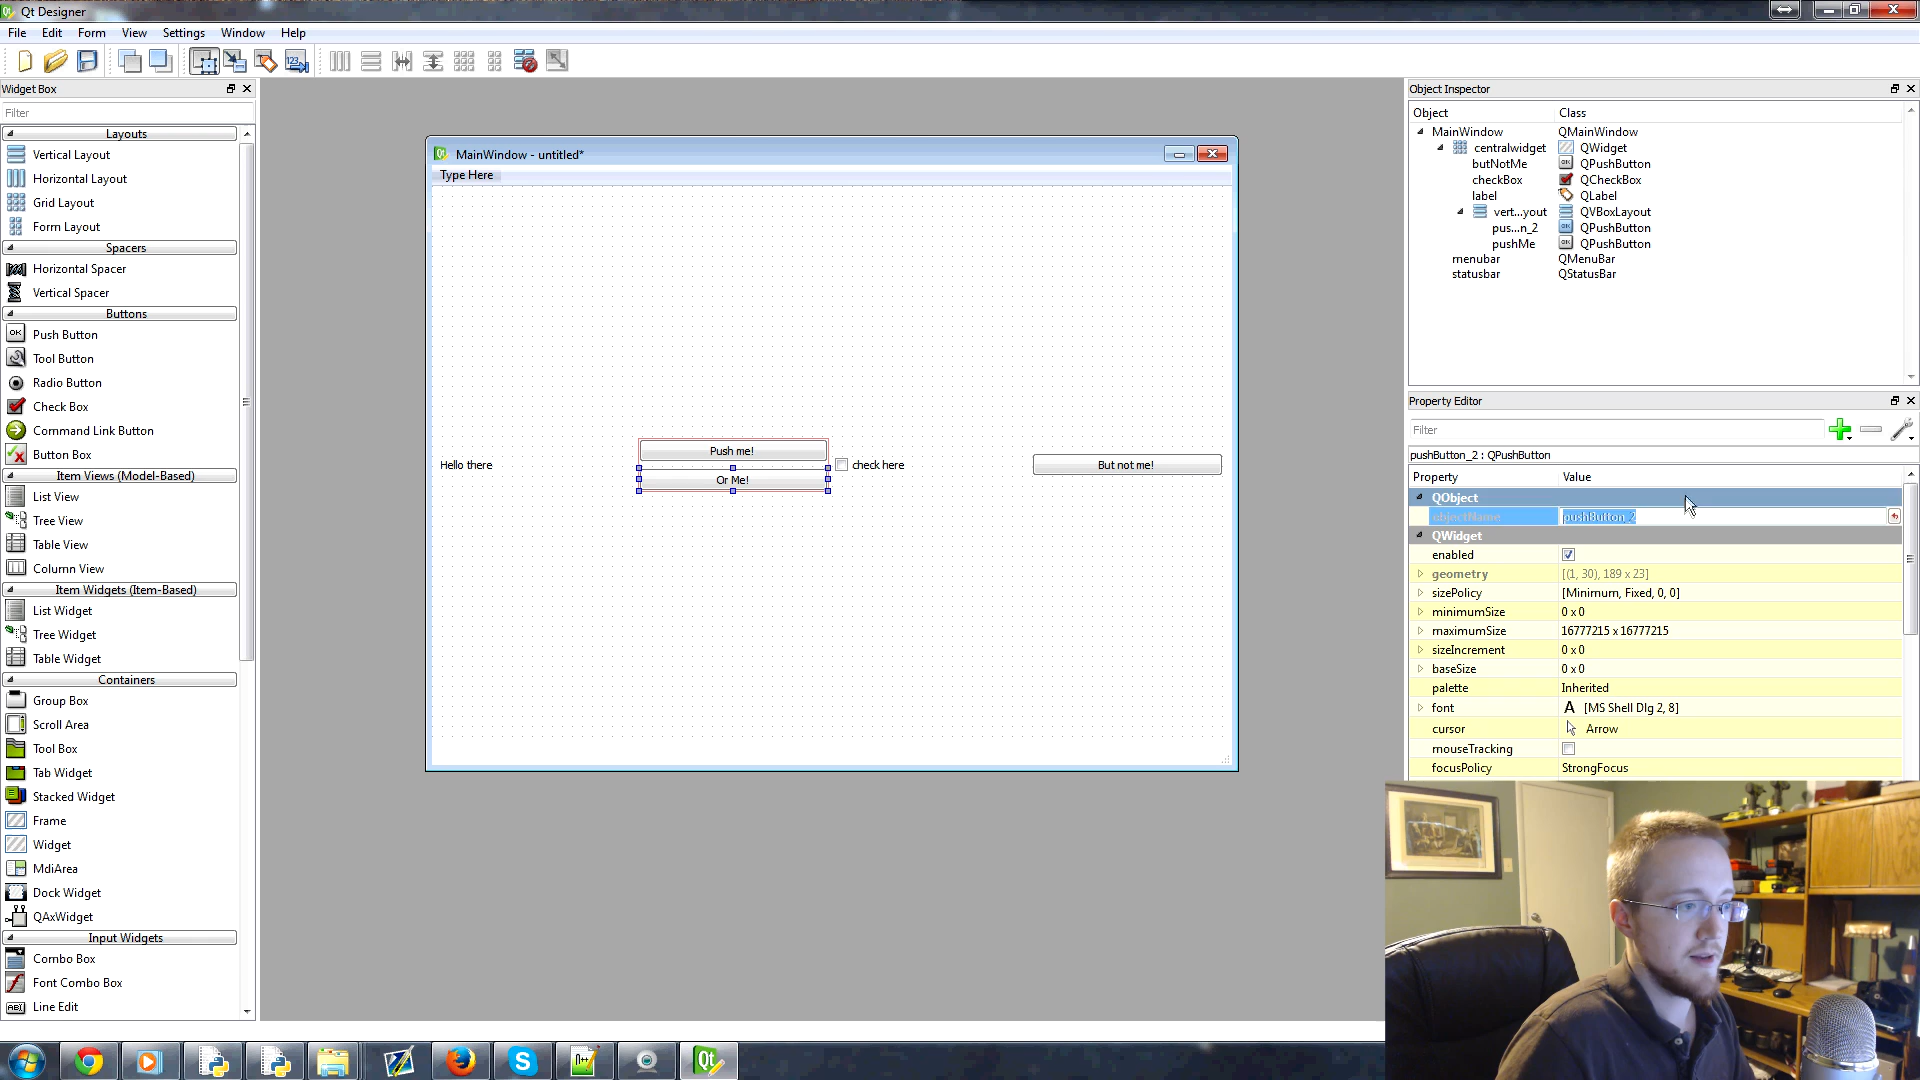 Qt Designer
File Edit Form View Settings Window Help
Widget Box
Filter
Layouts
Vertical Layout
Horizontal Layout
Grid Layout
Form Layout
Spacers
Horizontal Spacer
Vertical Spacer
Buttons
Push Button
Tool Button
Radio Button
Check Box
Command Link Button
Button Box
Item Views (Model-Based)
List View
Tree View
Table View
Column View
Item Widgets (Item-Based)
List Widget
Tree Widget
Table Widget
Containers
Group Box
Scroll Area
Tool Box
Tab Widget
Stacked Widget
Frame
Widget
MdiArea
Dock Widget
QAxWidget
Input Widgets
Combo Box
Font Combo Box
Line Edit
MainWindow - untitled*
Type Here
Hello there
Push me!
Or Me!
check here
But not me!
Object Inspector
Object Class
MainWindow QMainWindow
centralwidget QWidget
butNotMe QPushButton
checkBox QCheckBox
label QLabel
vert...yout QVBoxLayout
pus...n_2 QPushButton
pushMe QPushButton
menubar QMenuBar
statusbar QStatusBar
Property Editor
Filter
pushButton_2 : QPushButton
Property Value
QObject
objectName pushButton_2
QWidget
enabled
geometry [(1, 30), 189 x 23]
sizePolicy [Minimum, Fixed, 0, 0]
minimumSize 0 x 0
maximumSize 16777215 x 16777215
sizeIncrement 0 x 0
baseSize 0 x 0
palette Inherited
font A [MS Shell Dlg 2, 8]
cursor Arrow
mouseTracking
focusPolicy StrongFocus